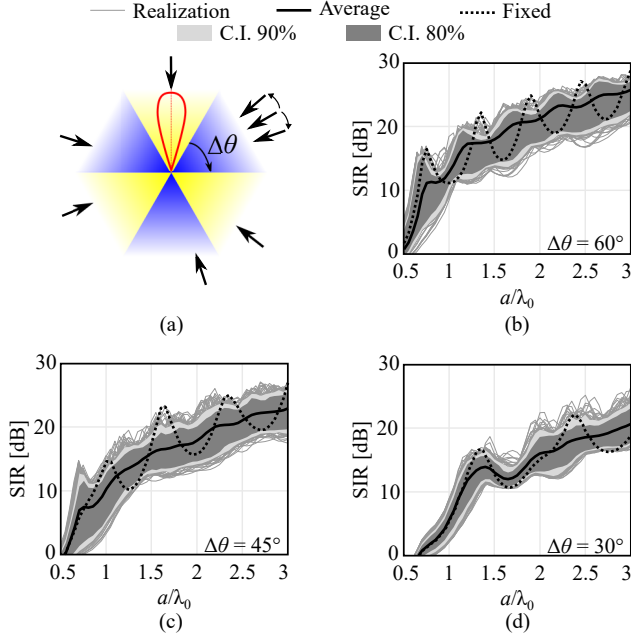 Realization Average Fixed
C.I. 90% C.I. 80%
Δθ
(a)
SIR [dB]
30
20
10
0
0.5 1 1.5 2 2.5 3
Δθ = 60°
a/λ0
(b)
SIR [dB]
30
20
10
0
0.5 1 1.5 2 2.5 3
Δθ = 45°
a/λ0
(c)
SIR [dB]
30
20
10
0
0.5 1 1.5 2 2.5 3
Δθ = 30°
a/λ0
(d)